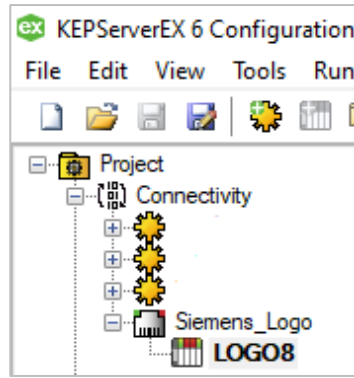 ex KEPServerEX 6 Configuration
File Edit View Tools Run
Project
Connectivity
Siemens_Logo
LOGO8